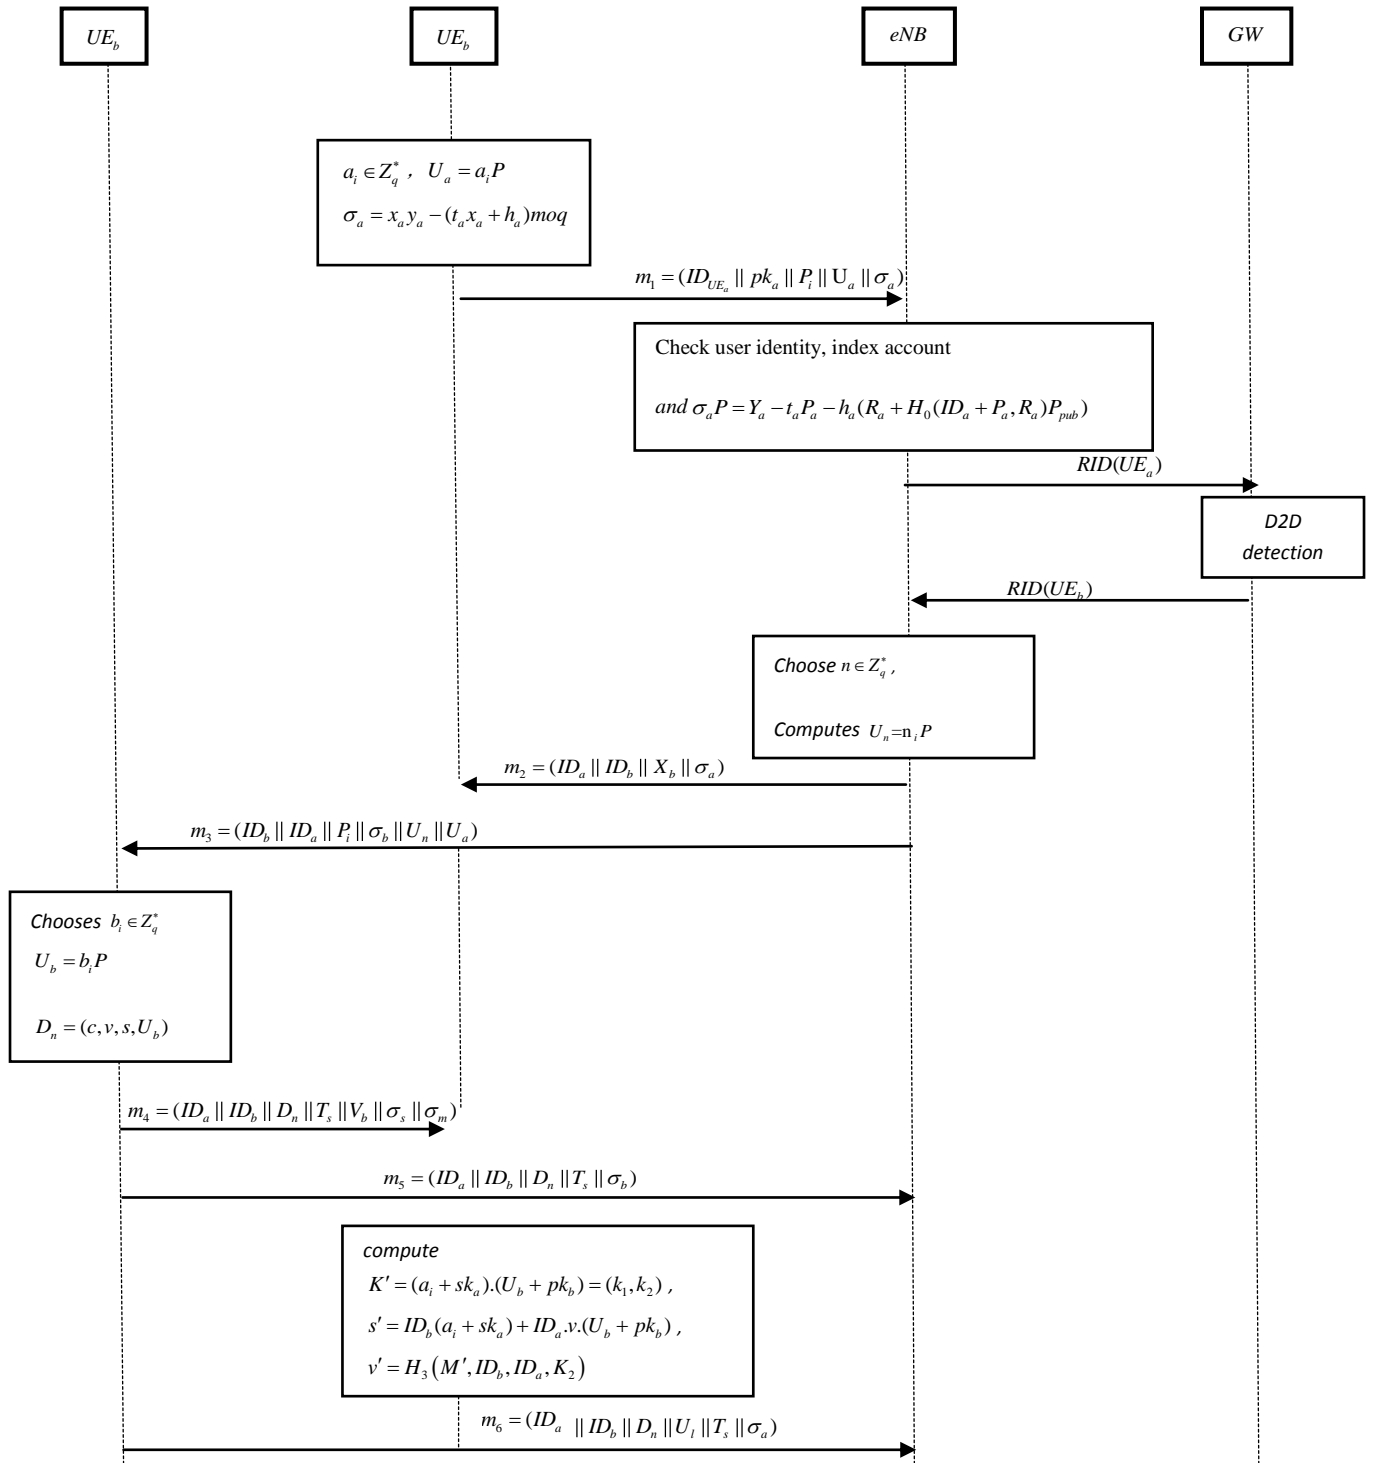 UE_b
UE_b
eNB
GW
a_i ∈ Z_q^* , U_a = a_i P
σ_a = x_a y_a − (t_a x_a + h_a)moq
m_1 = (ID_{UE_a} || pk_a || P_i || U_a || σ_a)
Check user identity, index account
and σ_a P = Y_a − t_a P_a − h_a(R_a + H_0(ID_a + P_a, R_a)P_{pub})
RID(UE_a)
D2D
detection
RID(UE_b)
Choose n ∈ Z_q^* ,
Computes U_n=n_i P
m_2 = (ID_a || ID_b || X_b || σ_a)
m_3 = (ID_b || ID_a || P_i || σ_b || U_n || U_a)
Chooses b_i ∈ Z_q^*
U_b = b_i P
D_n = (c, v, s, U_b)
m_4 = (ID_a || ID_b || D_n || T_s || V_b || σ_s || σ_m)
m_5 = (ID_a || ID_b || D_n || T_s || σ_b)
compute
K′ = (a_i + sk_a).(U_b + pk_b) = (k_1, k_2) ,
s′ = ID_b(a_i + sk_a) + ID_a.v.(U_b + pk_b) ,
v′ = H_3(M′, ID_b, ID_a, K_2)
m_6 = (ID_a || ID_b || D_n || U_l || T_s || σ_a)